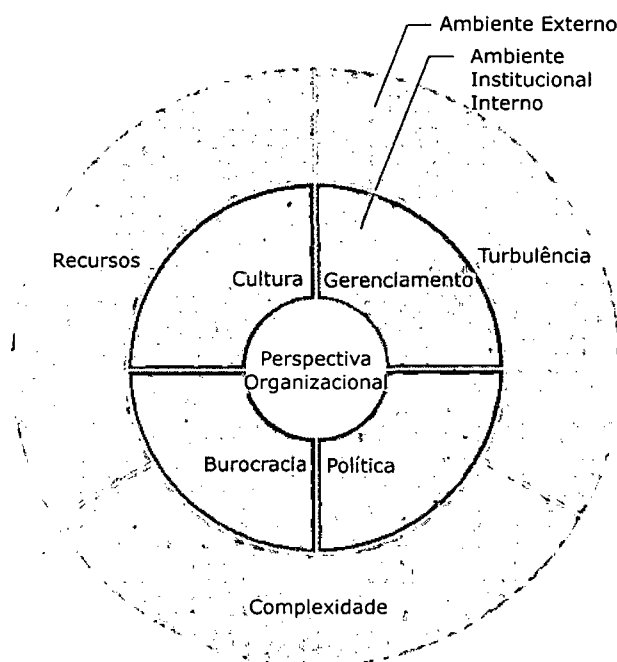 Ambiente Externo
Ambiente
Institucional
Interno
Recursos
Turbulência
Cultura
Gerenciamento
Perspectiva
Organizacional
Burocracia
Política
Complexidade